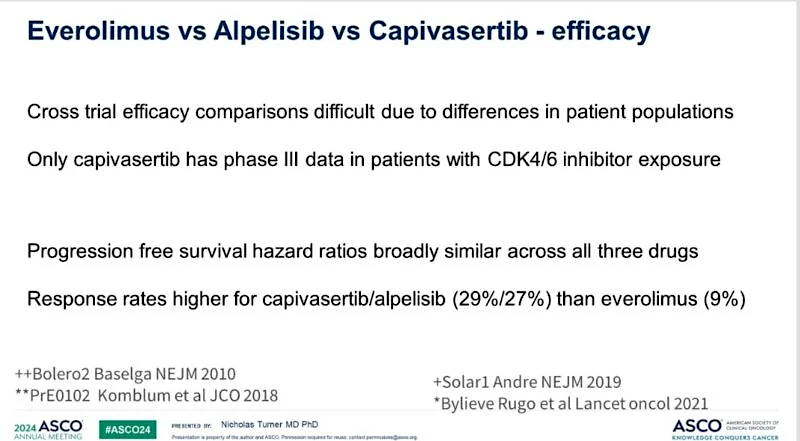 Everolimus vs Alpelisib vs Capivasertib - efficacy
Cross trial efficacy comparisons difficult due to differences in patient populations
Only capivasertib has phase III data in patients with CDK4/6 inhibitor exposure
Progression free survival hazard ratios broadly similar across all three drugs
Response rates higher for capivasertib/alpelisib (29%/27%) than everolimus (9%)
++Bolero2 Baselga NEJM 2010
**PrE0102 Komblum et al JCO 2018
+Solar1 Andre NEJM 2019
*Bylieve Rugo et al Lancet oncol 2021
2024 ASCO
ANNUAL MEETING
#ASCO24
PRESENTED BY: Nicholas Turner MD PhD
Presentation is property of the author and ASCO. Permission required for reuse; contact permissions@asco.org.
ASCO AMERICAN SOCIETY OF CLINICAL ONCOLOGY
KNOWLEDGE CONQUERS CANCER